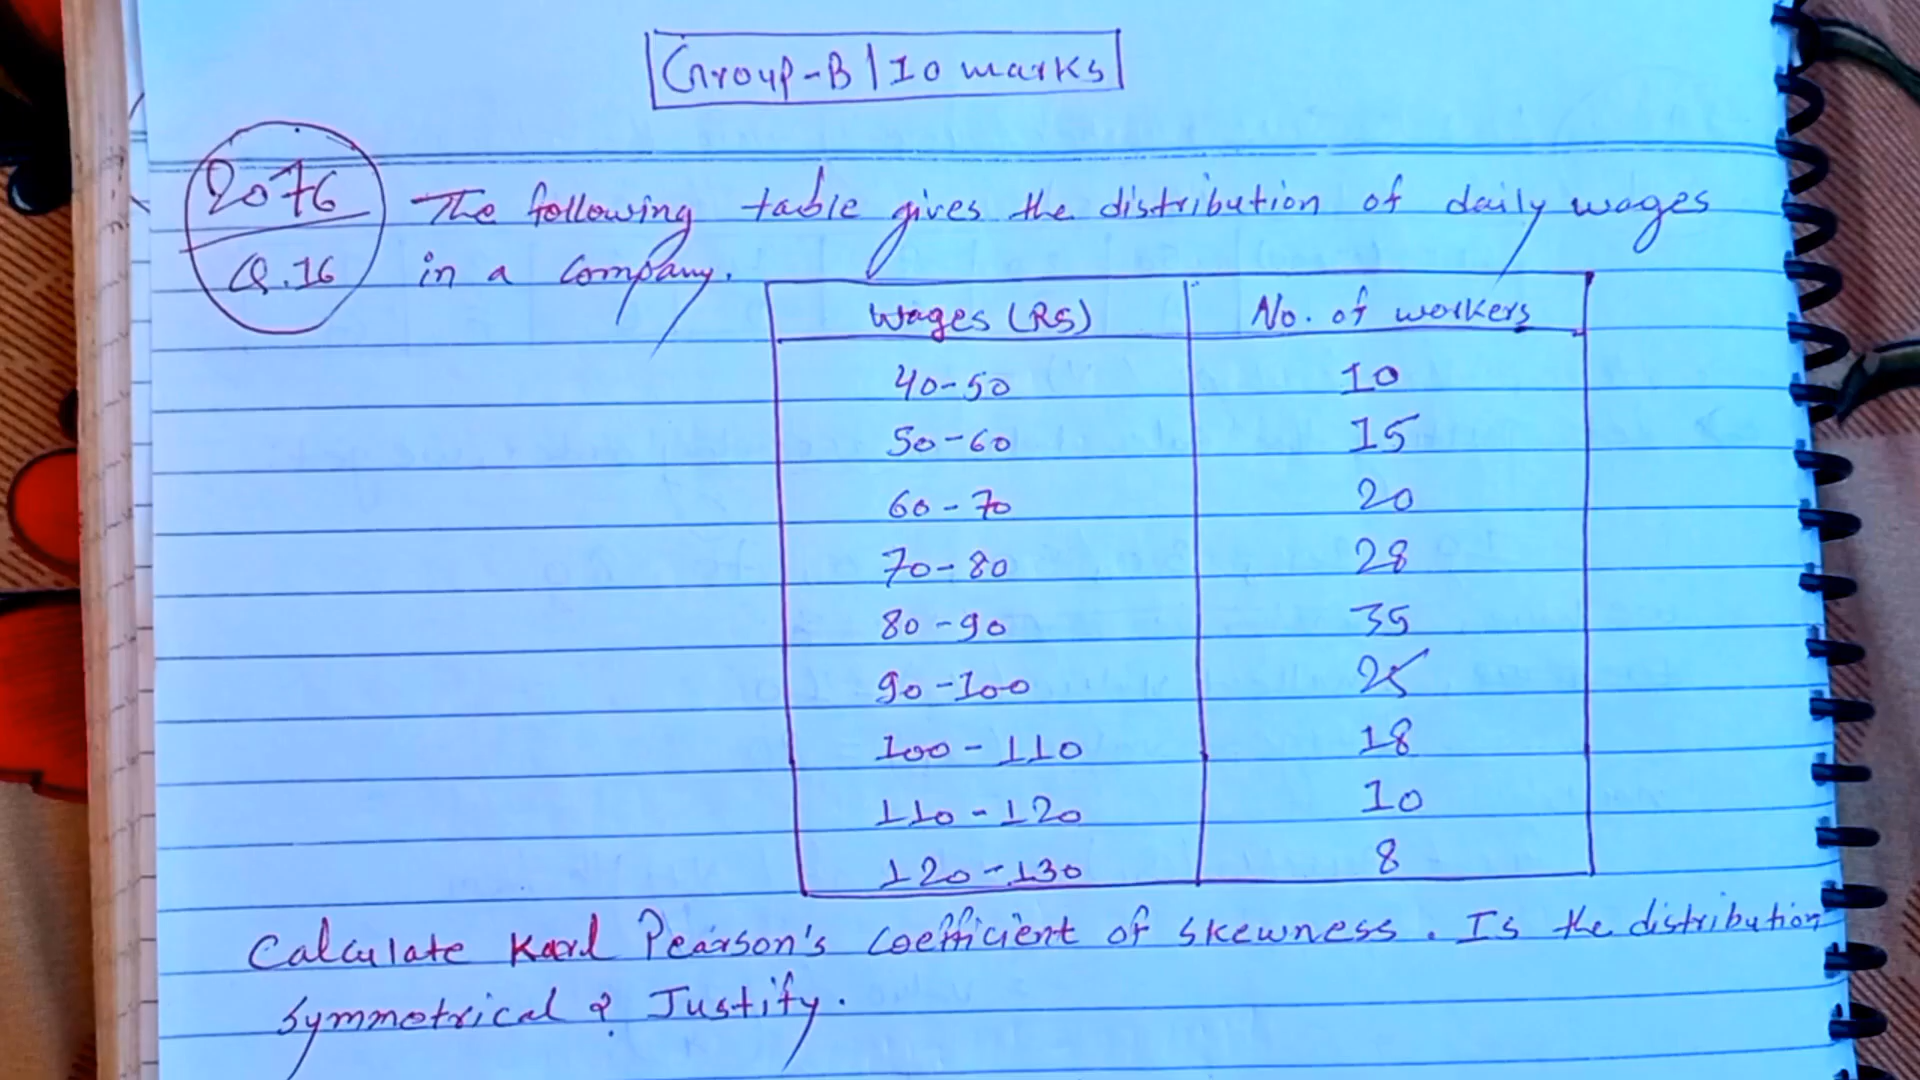 Group-B | 10 marks
2076
Q.16
The following table gives the distribution of daily wages
in a company.
Wages (RS) No. of workers
40-50 10
50-60 15
60-70 20
70-80 28
80-90 35
90-100 25
100-110 18
110-120 10
120-130 8
Calculate Karl Pearson's coefficient of skewness. Is the distribution
symmetrical? Justify.